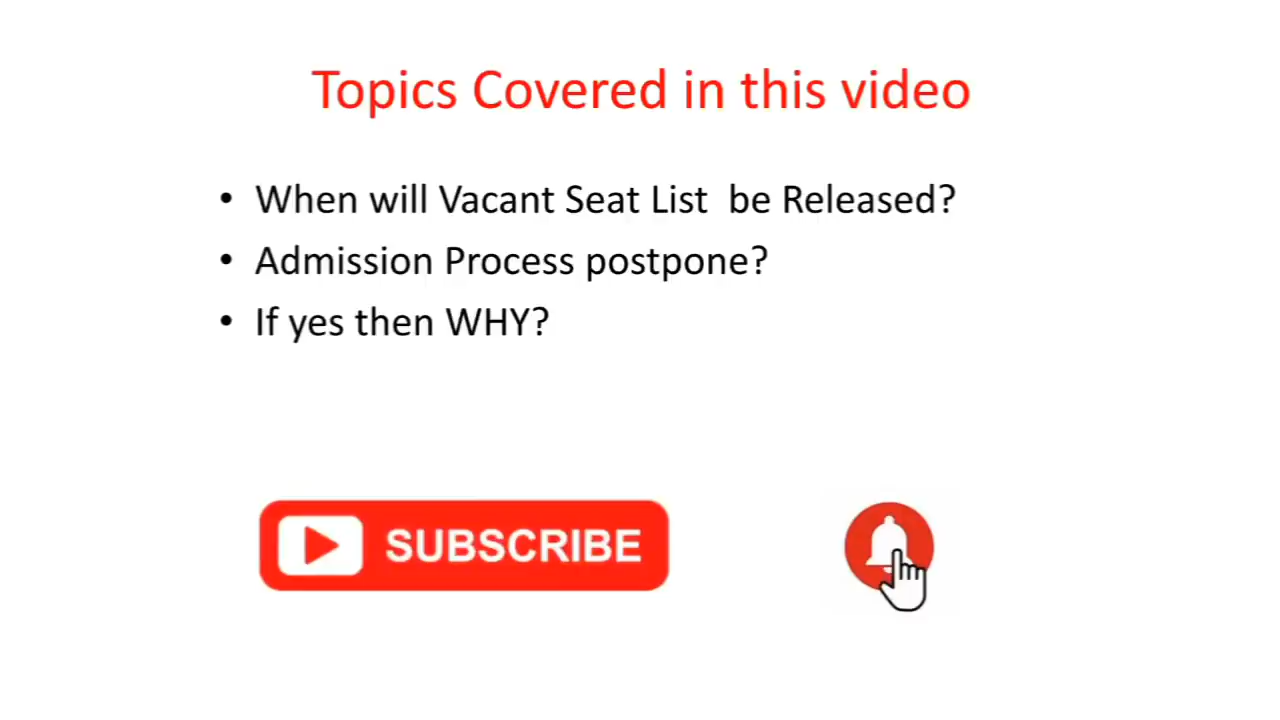 Topics Covered in this video
• When will Vacant Seat List be Released?
• Admission Process postpone?
• If yes then WHY?
SUBSCRIBE